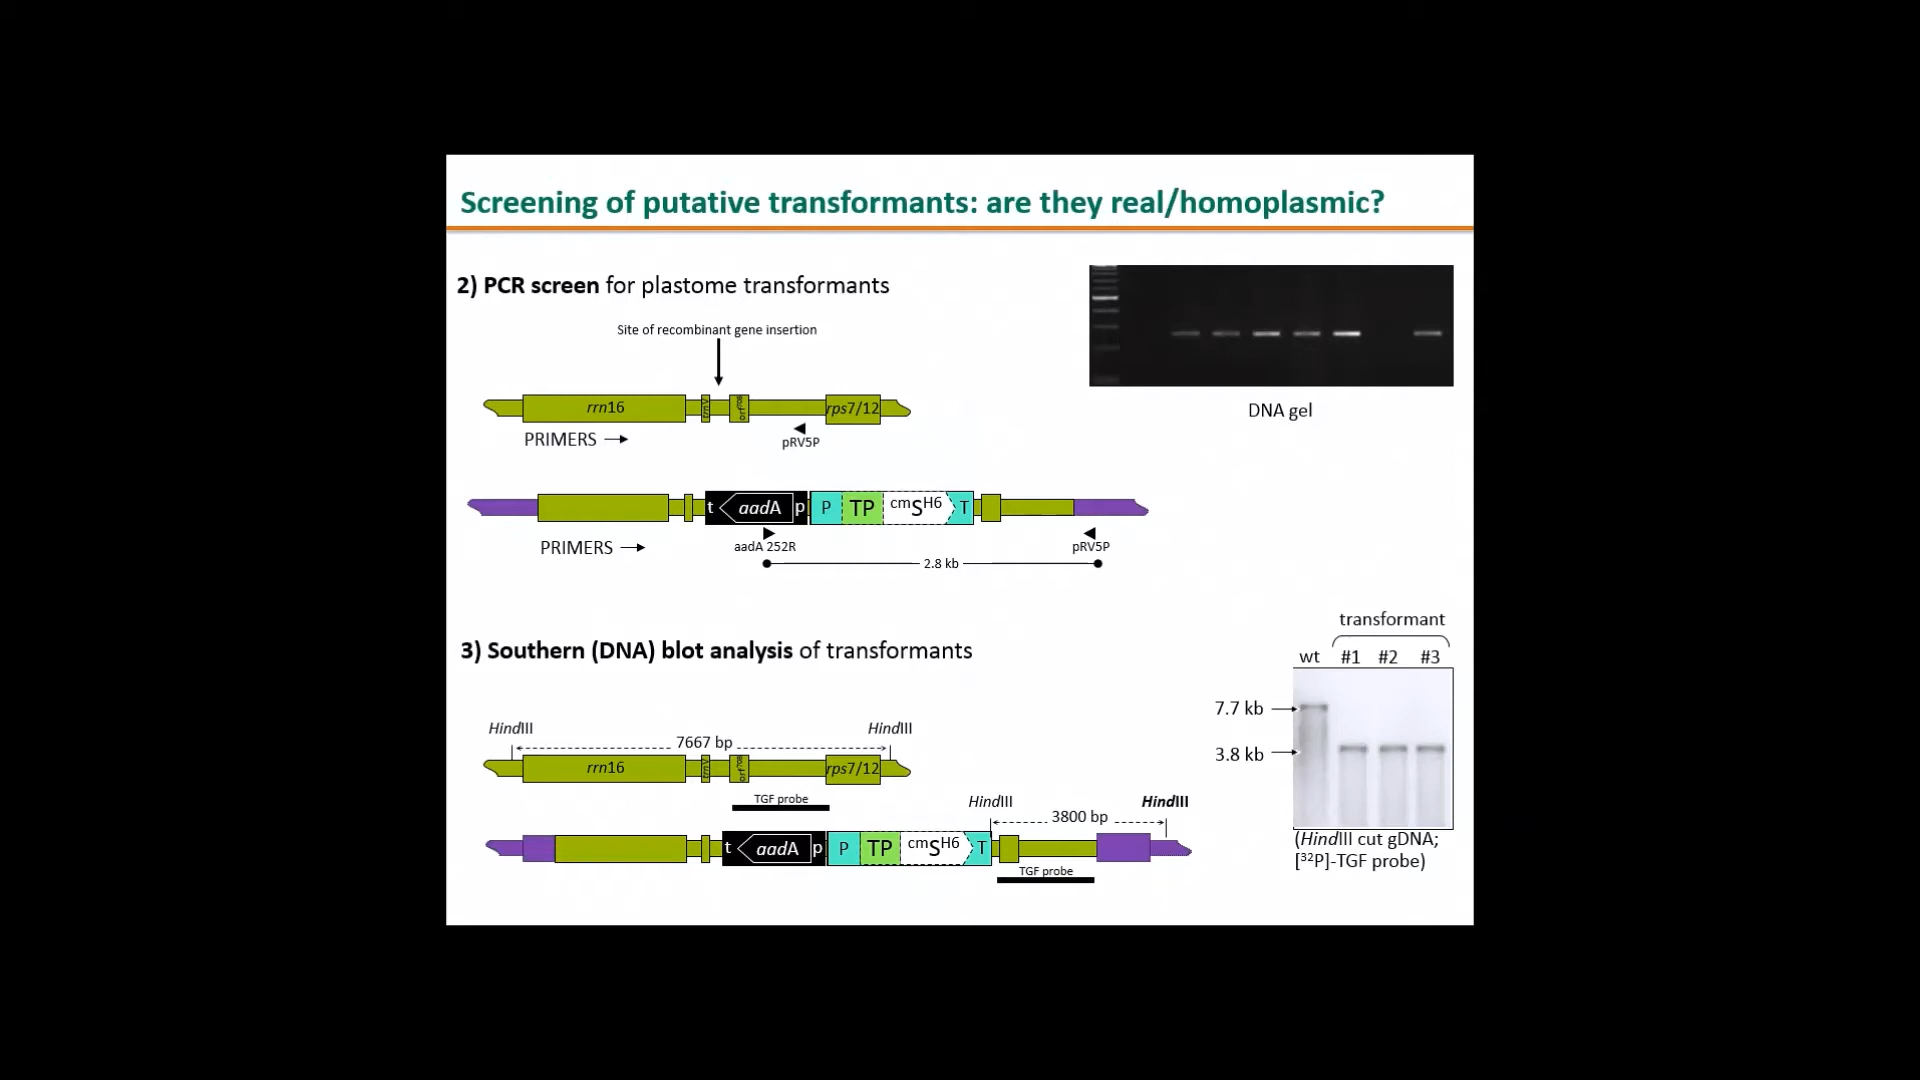 Screening of putative transformants: are they real/homoplasmic?
2) PCR screen for plastome transformants
Site of recombinant gene insertion
rrn16 trnV orf70B rps7/12
PRIMERS
pRV5P
DNA gel
t aadA p P TP cmSH6 T
PRIMERS
aadA 252R
pRV5P
2.8 kb
3) Southern (DNA) blot analysis of transformants
transformant
wt #1 #2 #3
7.7 kb
3.8 kb
HindIII
HindIII
7667 bp
rrn16 trnV orf70B rps7/12
TGF probe
HindIII
HindIII
3800 bp
t aadA p P TP cmSH6 T
TGF probe
(HindIII cut gDNA;
[32P]-TGF probe)